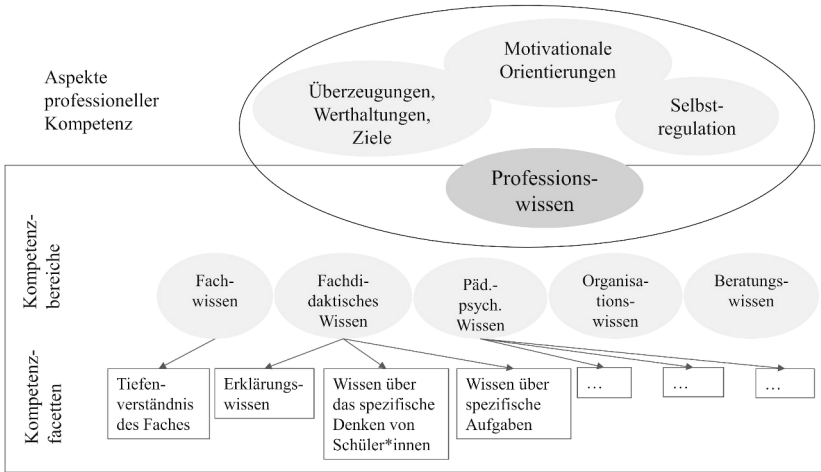 Aspekte
professioneller
Kompetenz
Überzeugungen,
Werthaltungen,
Ziele
Motivationale
Orientierungen
Selbst-
regulation
Professions-
wissen
Kompetenz-
bereiche
Fach-
wissen
Fachdi-
daktisches
Wissen
Päd.-
psych.
Wissen
Organisa-
tions-
wissen
Beratungs-
wissen
Kompetenz-
facetten
Tiefen-
verständnis
des Faches
Erklärungs-
wissen
Wissen über
das spezifische
Denken von
Schüler*innen
Wissen über
spezifische
Aufgaben
…
…
…